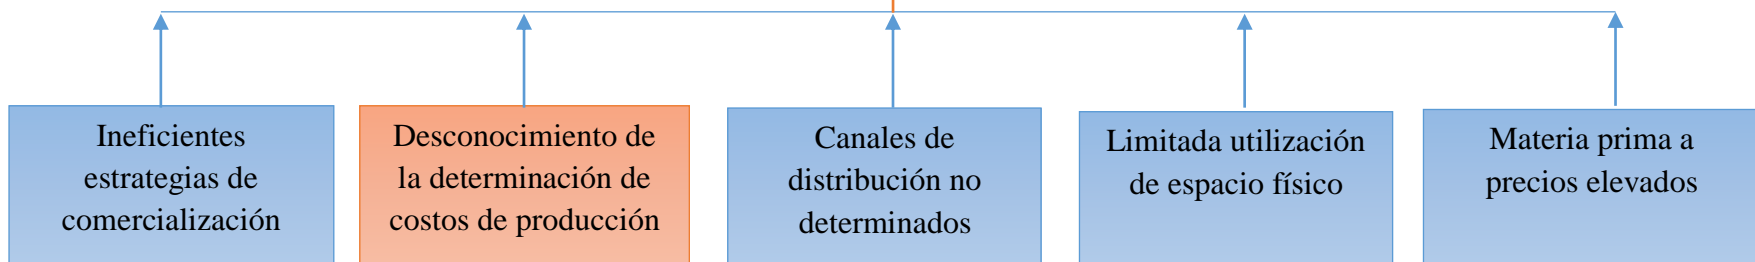 Ineficientes
estrategias de
comercialización
Desconocimiento de
la determinación de
costos de producción
Canales de
distribución no
determinados
Limitada utilización
de espacio físico
Materia prima a
precios elevados